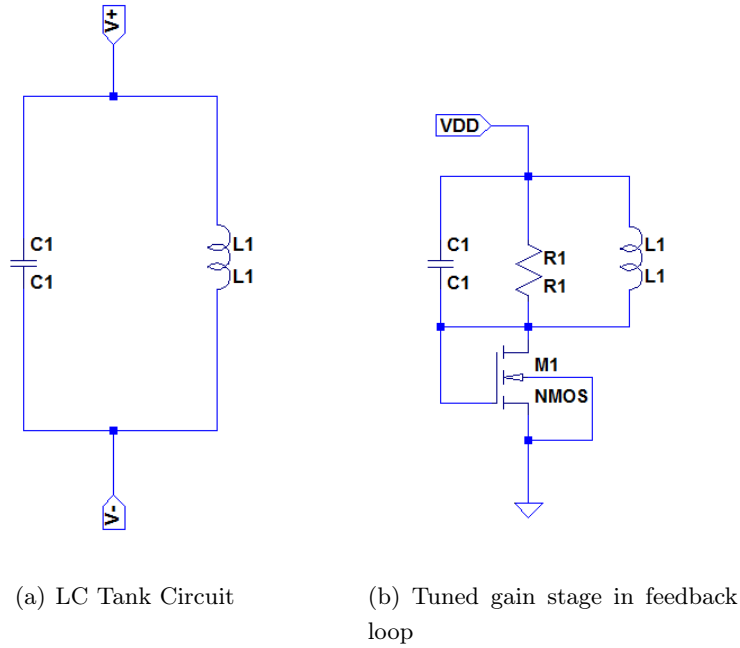 V+
C1
C1
L1
L1
V-
VDD
C1
C1
R1
R1
L1
L1
M1
NMOS
(a) LC Tank Circuit
(b) Tuned gain stage in feedback
loop